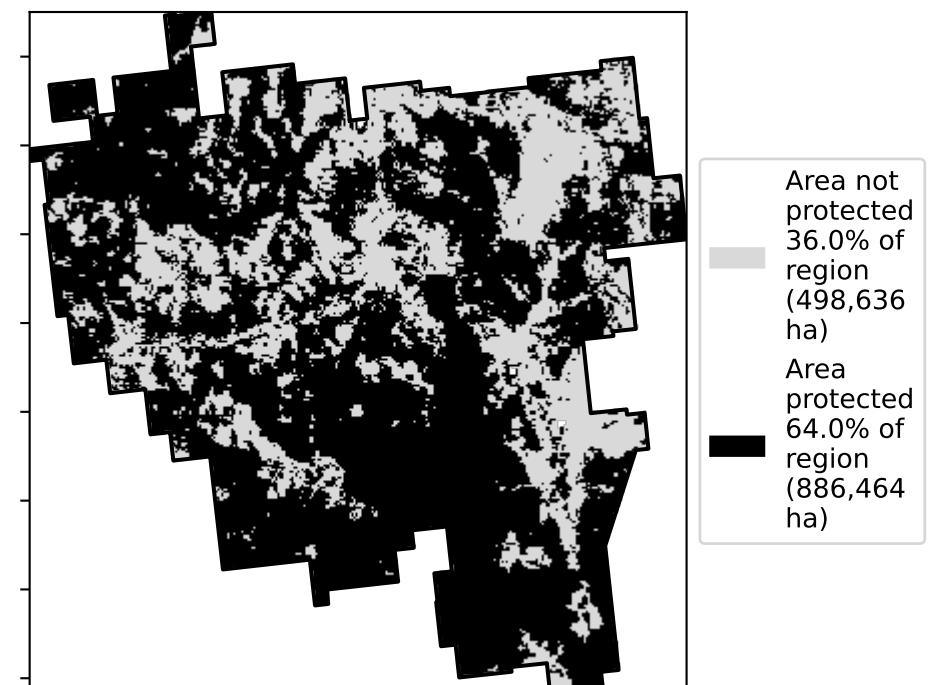 Area not
protected
36.0% of
region
(498,636
ha)
Area
protected
64.0% of
region
(886,464
ha)